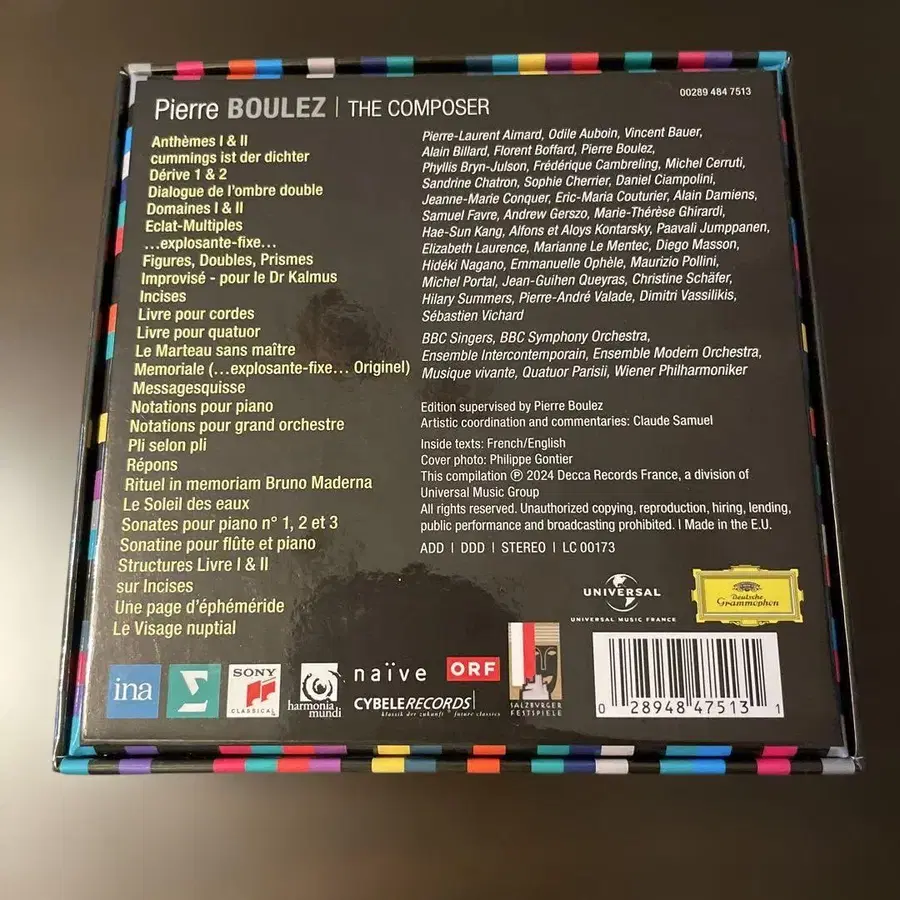 00289 484 7513
Pierre BOULEZ | THE COMPOSER
Anthèmes I & II
cummings ist der dichter
Dérive 1 & 2
Dialogue de l'ombre double
Domaines I & II
Eclat-Multiples
...explosante-fixe...
Figures, Doubles, Prismes
Improvisé - pour le Dr Kalmus
Incises
Livre pour cordes
Livre pour quatuor
Le Marteau sans maître
Memoriale (...explosante-fixe... Originel)
Messagesquisse
Notations pour piano
Notations pour grand orchestre
Pli selon pli
Répons
Rituel in memoriam Bruno Maderna
Le Soleil des eaux
Sonates pour piano n° 1, 2 et 3
Sonatine pour flûte et piano
Structures Livre I & II
sur Incises
Une page d'éphéméride
Le Visage nuptial
Pierre-Laurent Aimard, Odile Auboin, Vincent Bauer,
Alain Billard, Florent Boffard, Pierre Boulez,
Phyllis Bryn-Julson, Frédérique Cambreling, Michel Cerruti,
Sandrine Chatron, Sophie Cherrier, Daniel Ciampolini,
Jeanne-Marie Conquer, Eric-Maria Couturier, Alain Damiens,
Samuel Favre, Andrew Gerszo, Marie-Thérèse Ghirardi,
Hae-Sun Kang, Alfons et Aloys Kontarsky, Paavali Jumppanen,
Elizabeth Laurence, Marianne Le Mentec, Diego Masson,
Hidéki Nagano, Emmanuelle Ophèle, Maurizio Pollini,
Michel Portal, Jean-Guihen Queyras, Christine Schäfer,
Hilary Summers, Pierre-André Valade, Dimitri Vassilikis,
Sébastien Vichard
BBC Singers, BBC Symphony Orchestra,
Ensemble Intercontemporain, Ensemble Modern Orchestra,
Musique vivante, Quatuor Parisii, Wiener Philharmoniker
Edition supervised by Pierre Boulez
Artistic coordination and commentaries: Claude Samuel
Inside texts: French/English
Cover photo: Philippe Gontier
This compilation ℗ 2024 Decca Records France, a division of
Universal Music Group
All rights reserved. Unauthorized copying, reproduction, hiring, lending,
public performance and broadcasting prohibited. | Made in the E.U.
ADD | DDD | STEREO | LC 00173
UNIVERSAL
UNIVERSAL MUSIC FRANCE
Deutsche
Grammophon
ina
SONY
CLASSICAL
harmonia
mundi
naïve
CYBELERECORDS
klassik der zukunft future classics
ORF
SALZBURGER
FESTSPIELE
0 28948 47513 1